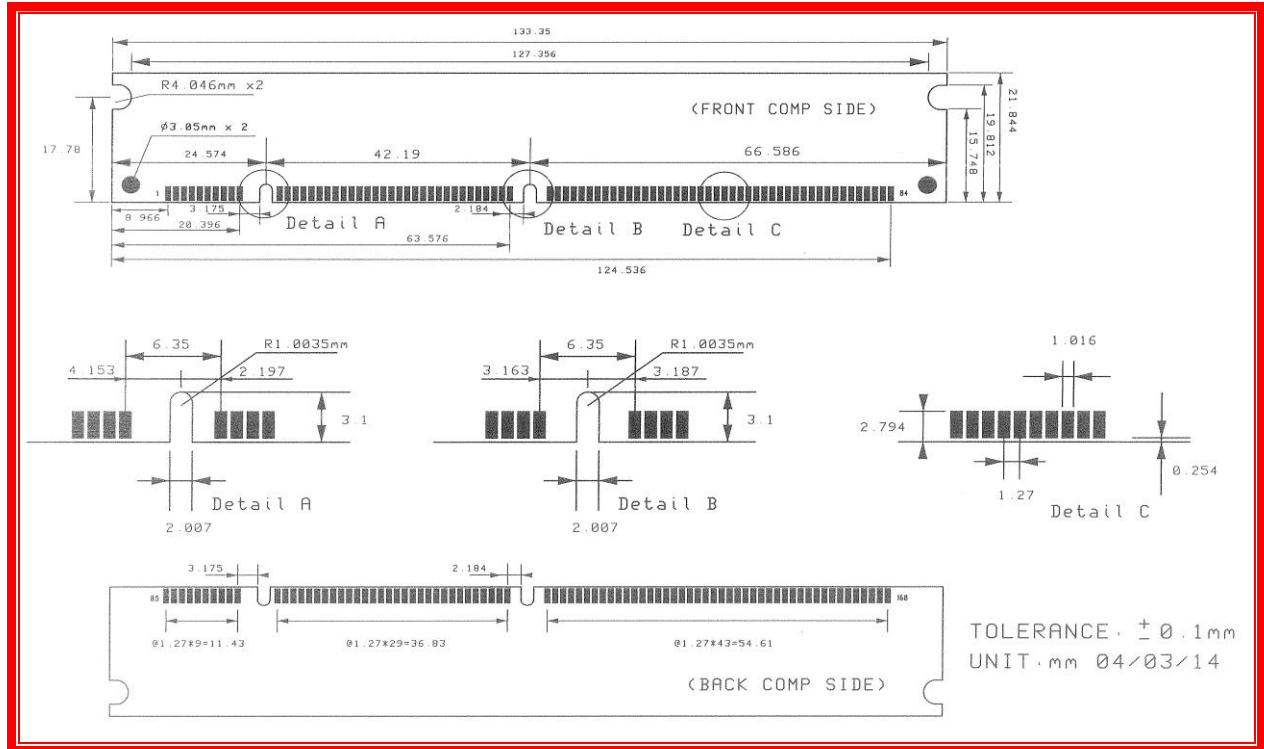 133.35
127.356
R4.046mm x2
(FRONT COMP SIDE)
21.844
19.812
15.748
17.78
Ø3.05mm x 2
24.574
42.19
66.586
1
84
8.966
3.175
20.396
Detail A
2.184
Detail B
Detail C
63.576
124.536
6.35
R1.0035mm
4.153
2.197
3.1
Detail A
2.007
6.35
R1.0035mm
3.163
3.187
3.1
Detail B
2.007
1.016
2.794
0.254
1.27
Detail C
3.175
2.184
85
168
@1.27*9=11.43
@1.27*29=36.83
@1.27*43=54.61
(BACK COMP SIDE)
TOLERANCE. ±0.1mm
UNIT.mm 04/03/14